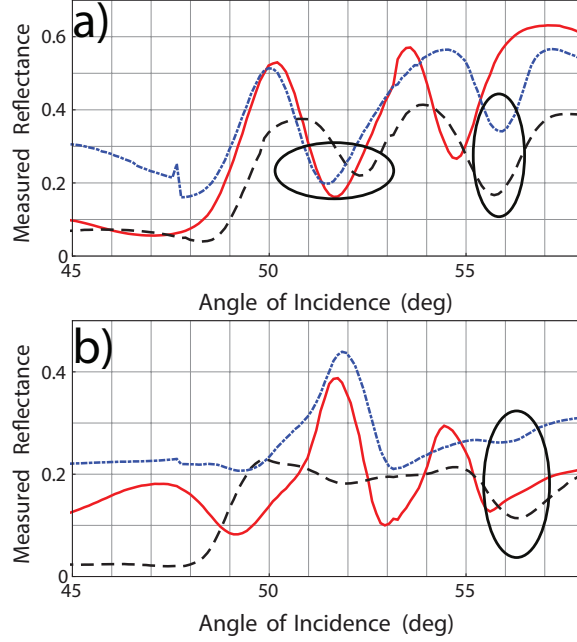 a)
Measured Reflectance
0.6
0.4
0.2
0
45
50
55
Angle of Incidence (deg)
b)
Measured Reflectance
0.4
0.2
0
45
50
55
Angle of Incidence (deg)